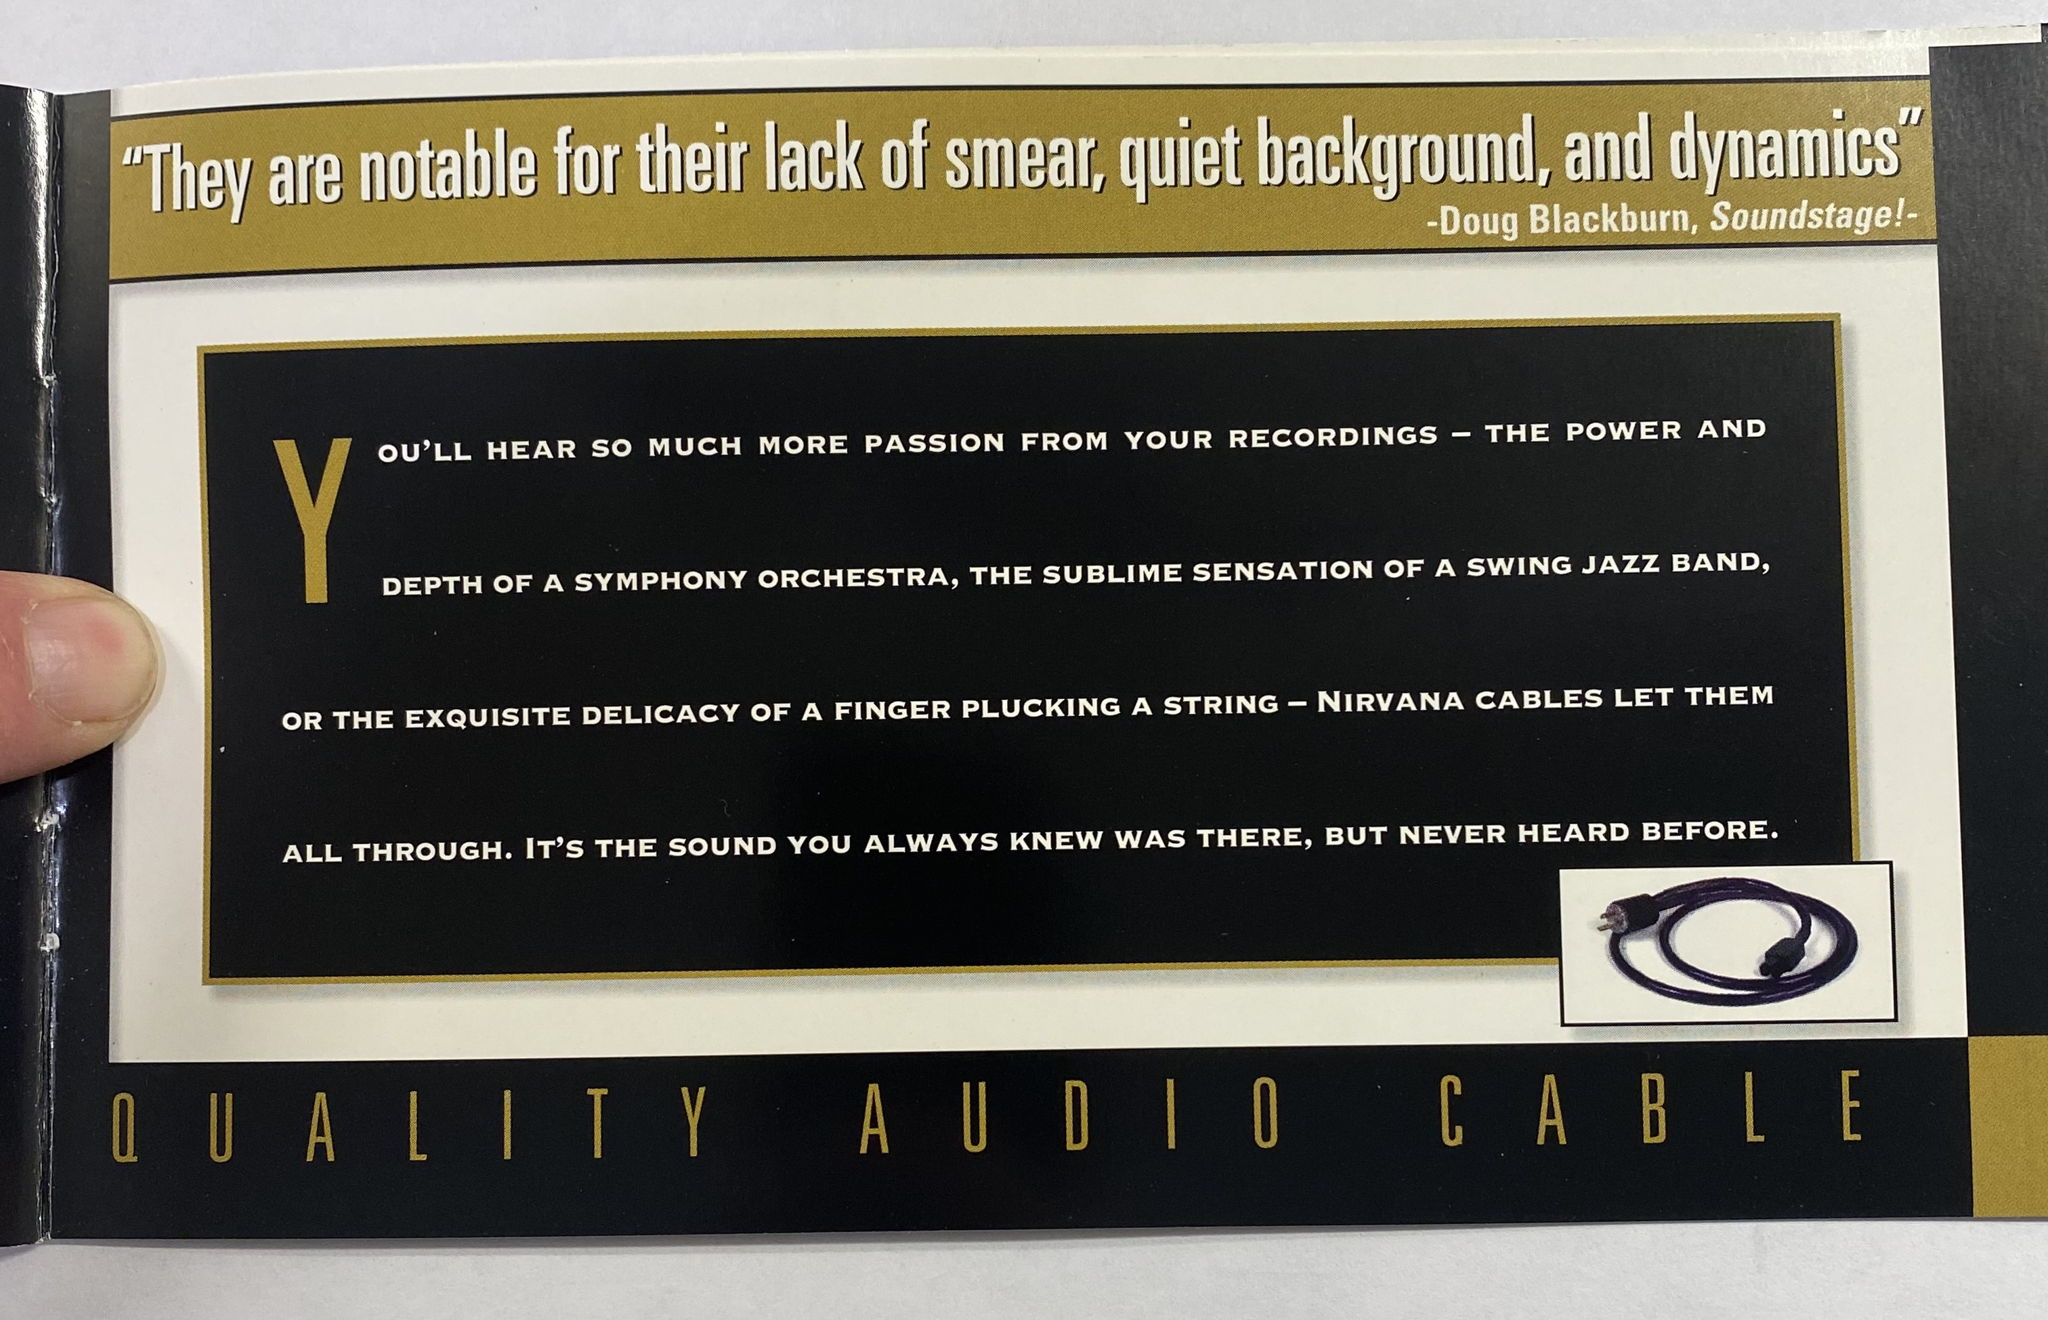 “They are notable for their lack of smear, quiet background, and dynamics”
-Doug Blackburn, Soundstage!-
YOU’LL HEAR SO MUCH MORE PASSION FROM YOUR RECORDINGS – THE POWER AND
DEPTH OF A SYMPHONY ORCHESTRA, THE SUBLIME SENSATION OF A SWING JAZZ BAND,
OR THE EXQUISITE DELICACY OF A FINGER PLUCKING A STRING – NIRVANA CABLES LET THEM
ALL THROUGH. IT’S THE SOUND YOU ALWAYS KNEW WAS THERE, BUT NEVER HEARD BEFORE.
QUALITY AUDIO CABLE